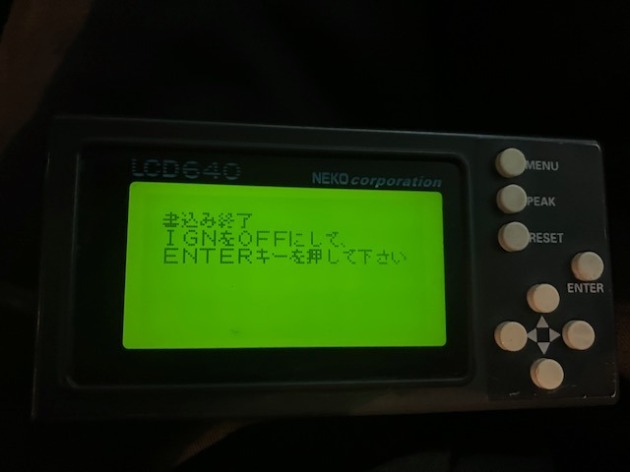 LCD640
NEKO corporation
書込み終了
ＩＧＮをＯＦＦにして、
ＥＮＴＥＲキーを押して下さい
MENU
PEAK
RESET
ENTER